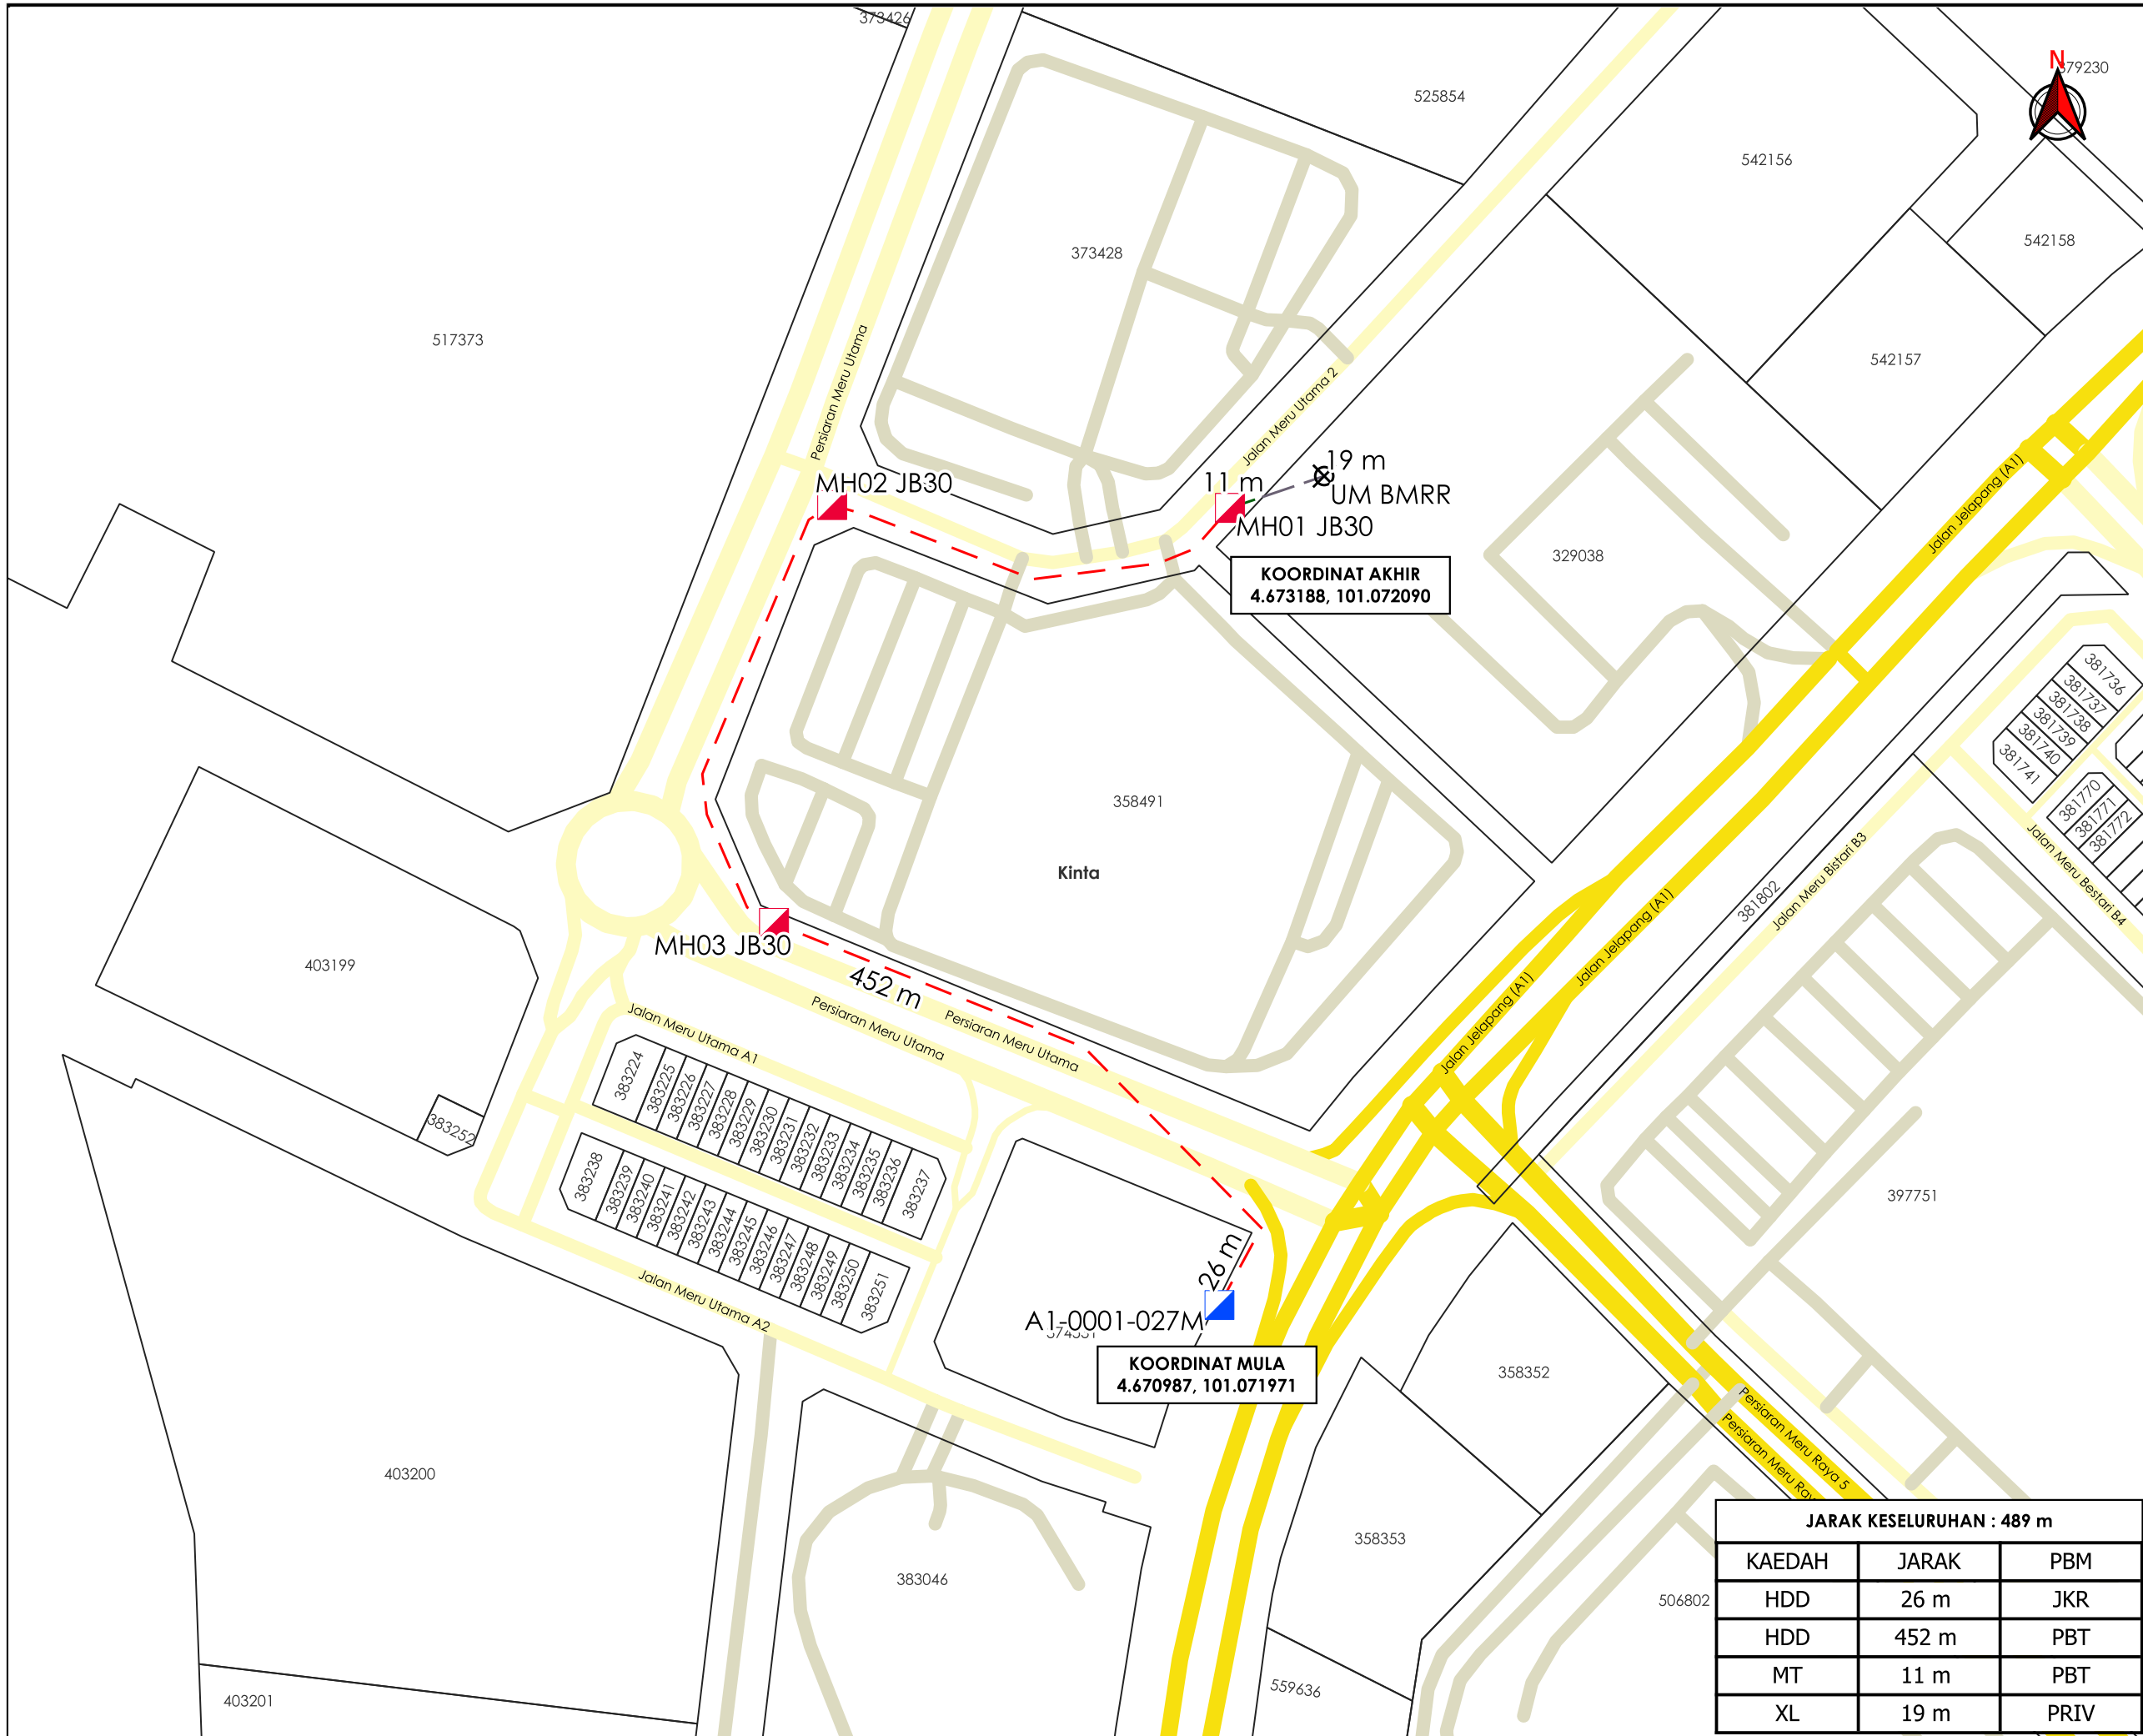 373426
N
379230
525854
542156
542158
373428
517373
Persiaran Meru Utama
542157
Jalan Meru Utama 2
19 m
UM BMRR
11 m
MH02 JB30
MH01 JB30
Jalan Jelapang (A1)
329038
KOORDINAT AKHIR
4.673188, 101.072090
381736
381737
381738
381739
381740
381741
381770
381771
381772
358491
Kinta
Jalan Meru Bistari B3
Jalan Meru Bestari B4
381802
Jalan Jelapang (A1)
MH03 JB30
403199
452 m
Persiaran Meru Utama
Persiaran Meru Utama
Jalan Jelapang (A1)
Jalan Meru Utama A1
383224
383225
383226
383227
383228
383229
383230
383231
383232
383233
383234
383235
383236
383237
383252
383238
383239
383240
383241
383242
383243
383244
383245
383246
383247
383248
383249
383250
383251
397751
26 m
Jalan Meru Utama A2
A1-0001-027M
KOORDINAT MULA
4.670987, 101.071971
358352
Persiaran Meru Raya 5
Persiaran Meru
403200
358353
383046
506802
559636
403201
JARAK KESELURUHAN : 489 m
KAEDAH JARAK PBM
HDD 26 m JKR
HDD 452 m PBT
MT 11 m PBT
XL 19 m PRIV